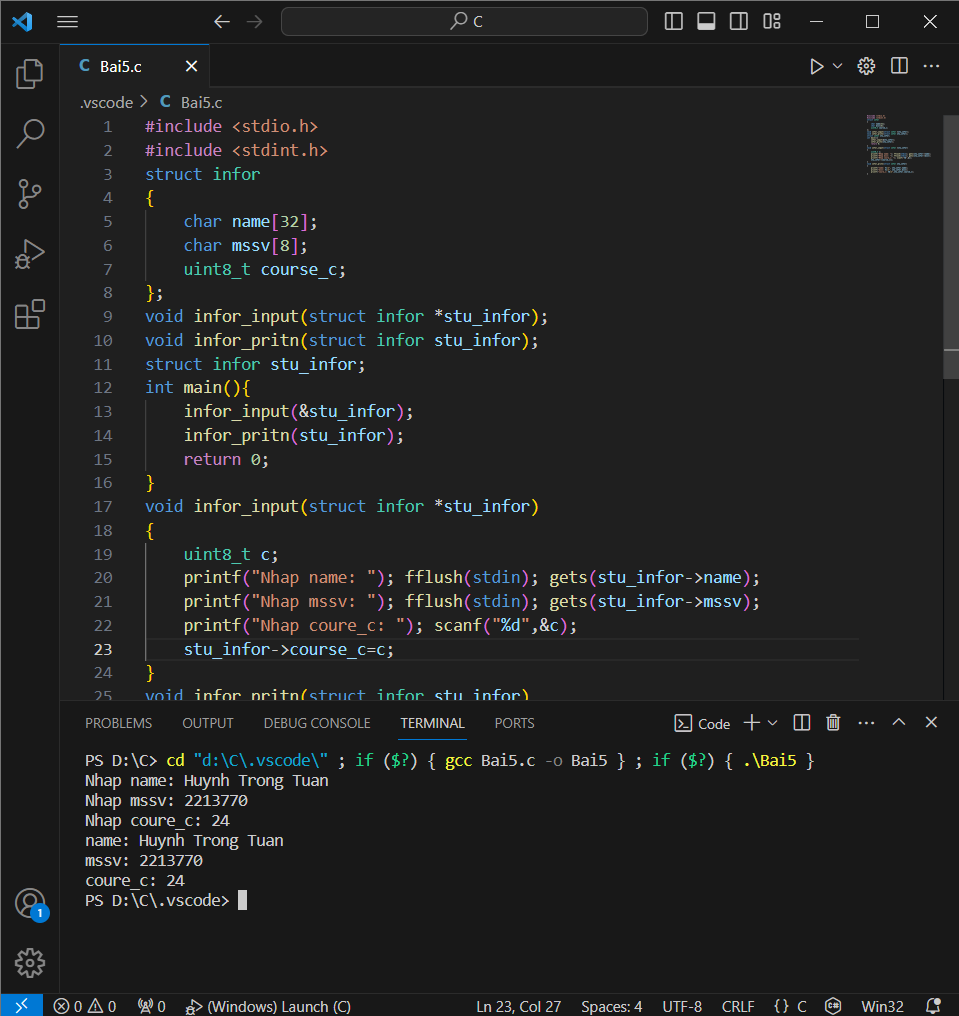 C
Bai5.c
.vscode > C Bai5.c
1 #include <stdio.h>
2 #include <stdint.h>
3 struct infor
4 {
5 char name[32];
6 char mssv[8];
7 uint8_t course_c;
8 };
9 void infor_input(struct infor *stu_infor);
10 void infor_pritn(struct infor stu_infor);
11 struct infor stu_infor;
12 int main(){
13 infor_input(&stu_infor);
14 infor_pritn(stu_infor);
15 return 0;
16 }
17 void infor_input(struct infor *stu_infor)
18 {
19 uint8_t c;
20 printf("Nhap name: "); fflush(stdin); gets(stu_infor->name);
21 printf("Nhap mssv: "); fflush(stdin); gets(stu_infor->mssv);
22 printf("Nhap coure_c: "); scanf("%d",&c);
23 stu_infor->course_c=c;
24 }
25 void infor_pritn(struct infor stu_infor)
PROBLEMS OUTPUT DEBUG CONSOLE TERMINAL PORTS Code
PS D:\C> cd "d:\C\.vscode\" ; if ($?) { gcc Bai5.c -o Bai5 } ; if ($?) { .\Bai5 }
Nhap name: Huynh Trong Tuan
Nhap mssv: 2213770
Nhap coure_c: 24
name: Huynh Trong Tuan
mssv: 2213770
coure_c: 24
PS D:\C\.vscode>
1
0 0 0 (Windows) Launch (C) Ln 23, Col 27 Spaces: 4 UTF-8 CRLF {} C Win32